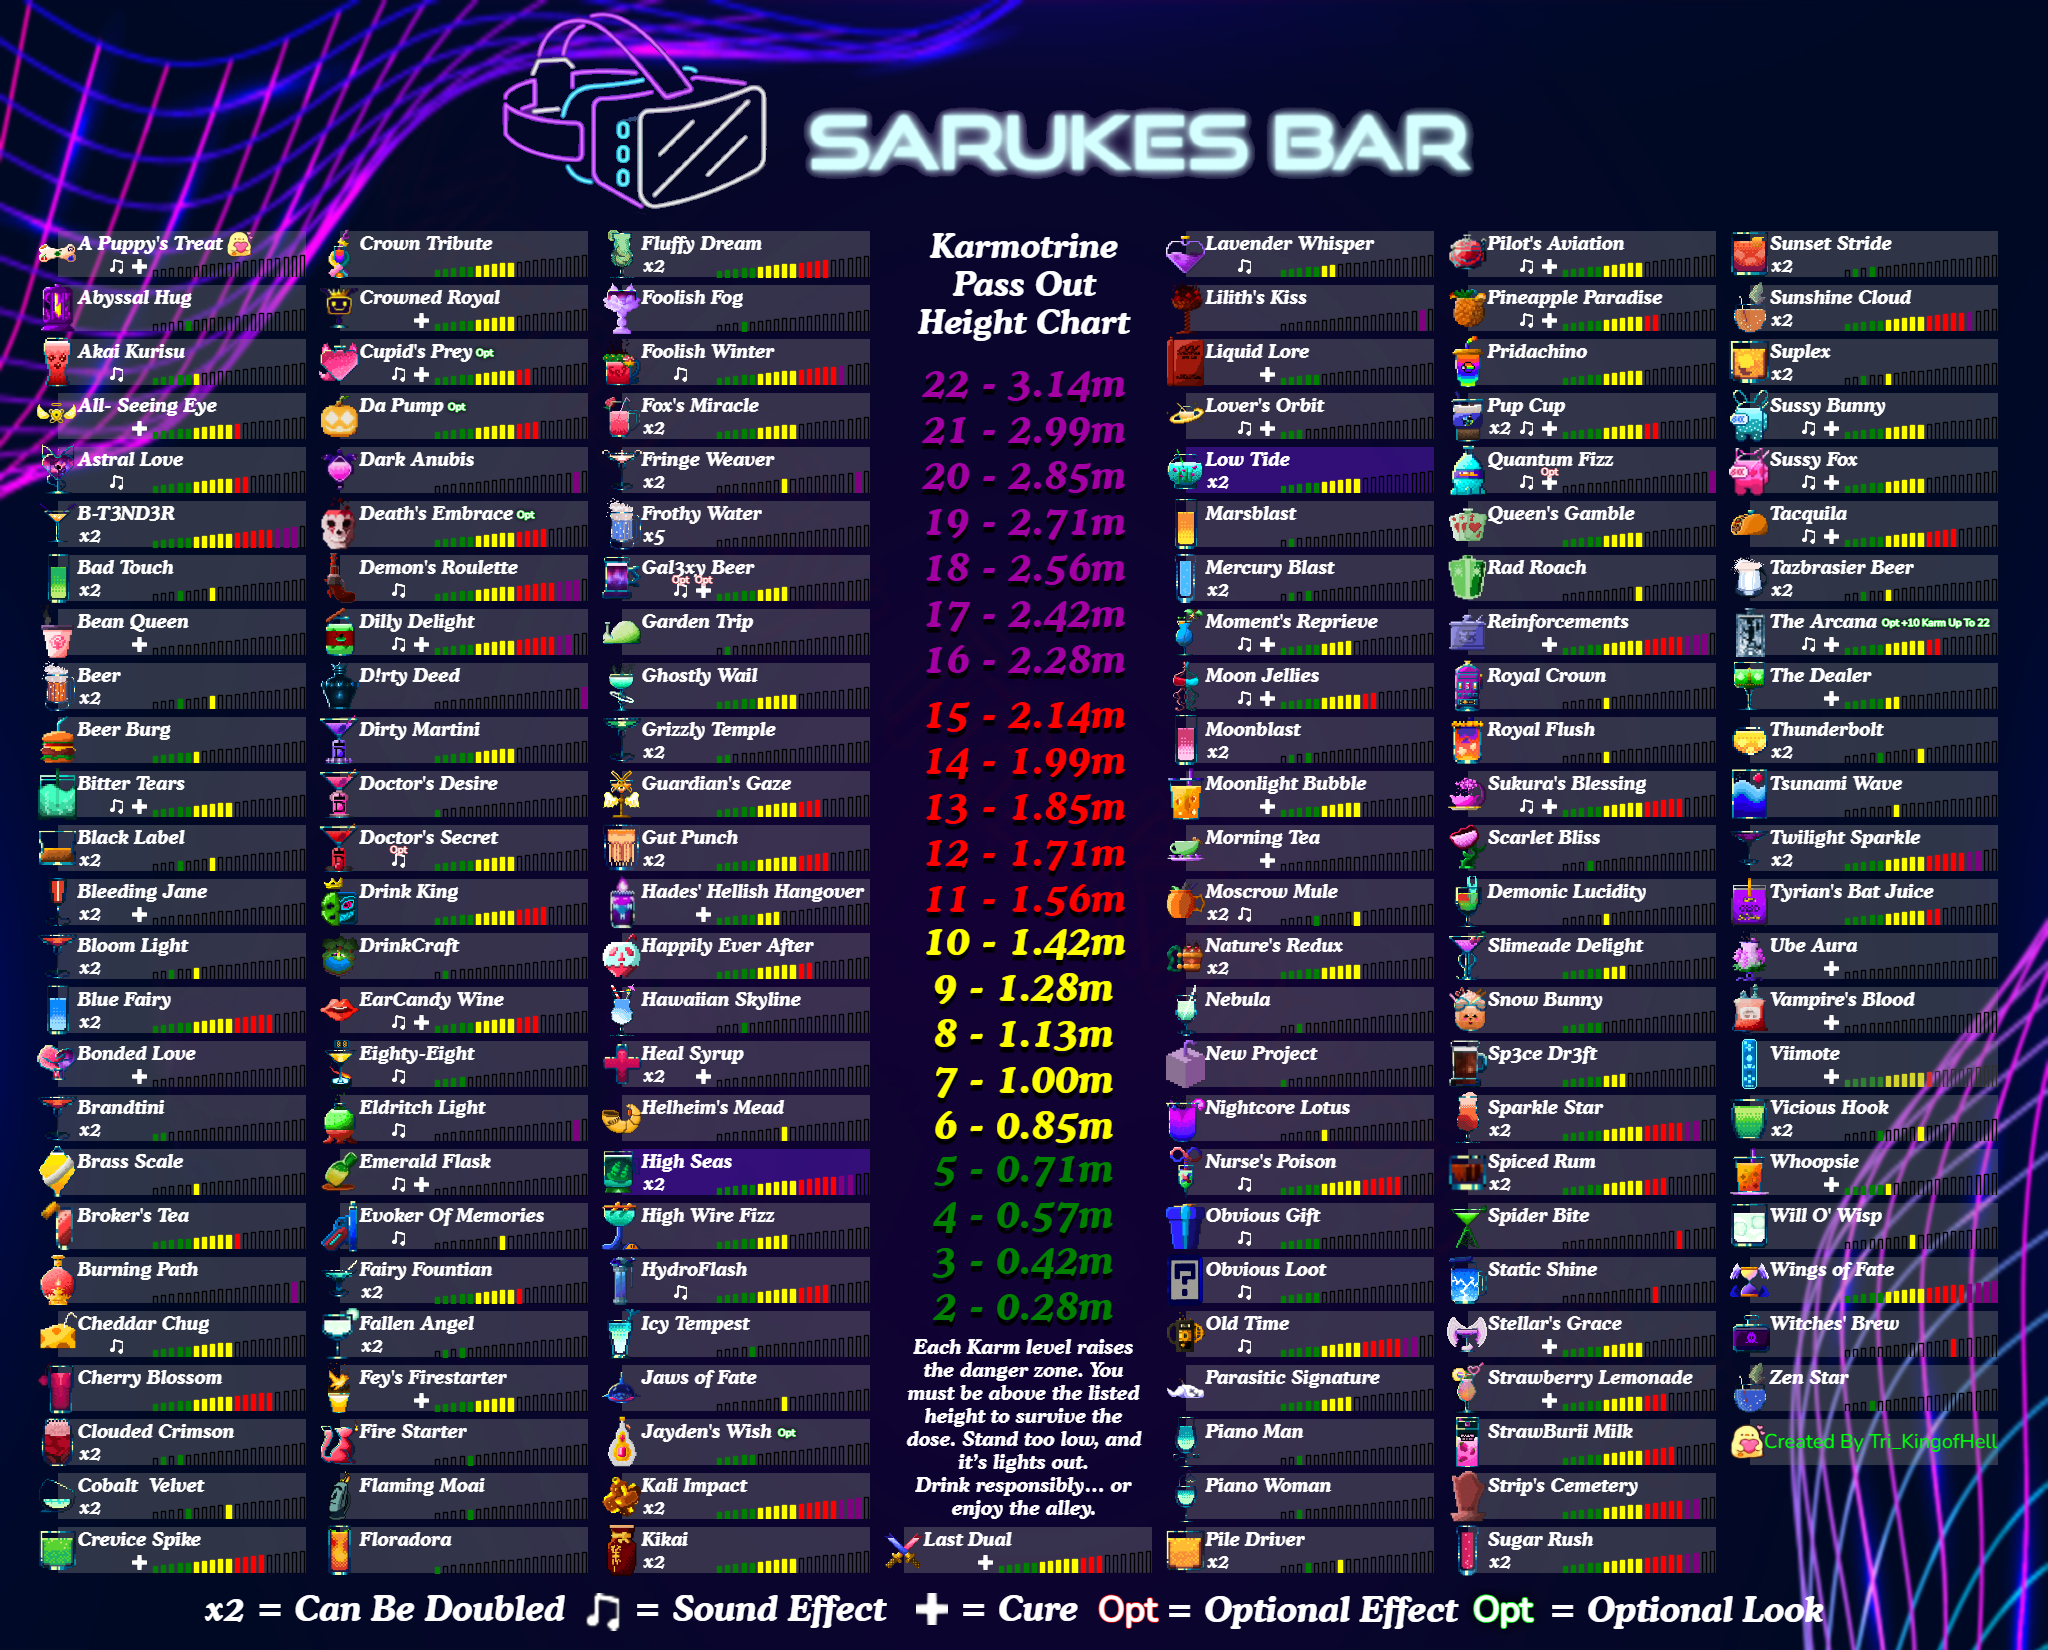 SARUKES BAR
A Puppy's Treat
Abyssal Hug
Akai Kurisu
All- Seeing Eye
Astral Love
B-T3ND3R
x2
Bad Touch
x2
Bean Queen
Beer
x2
Beer Burg
Bitter Tears
Black Label
x2
Bleeding Jane
x2
Bloom Light
x2
Blue Fairy
x2
Bonded Love
Brandtini
x2
Brass Scale
Broker's Tea
Burning Path
Cheddar Chug
Cherry Blossom
Clouded Crimson
x2
Cobalt  Velvet
x2
Crevice Spike
Crown Tribute
Crowned Royal
Cupid's Prey Opt
Da Pump Opt
Dark Anubis
Death's Embrace Opt
Demon's Roulette
Dilly Delight
D!rty Deed
Dirty Martini
Doctor's Desire
Doctor's Secret
Opt
Drink King
DrinkCraft
EarCandy Wine
Eighty-Eight
Eldritch Light
Emerald Flask
Evoker Of Memories
Fairy Fountian
x2
Fallen Angel
x2
Fey's Firestarter
Fire Starter
Flaming Moai
Floradora
Fluffy Dream
x2
Foolish Fog
Foolish Winter
Fox's Miracle
x2
Fringe Weaver
x2
Frothy Water
x5
Gal3xy Beer
Opt Opt
Garden Trip
Ghostly Wail
Grizzly Temple
x2
Guardian's Gaze
Gut Punch
x2
Hades' Hellish Hangover
Happily Ever After
Hawaiian Skyline
Heal Syrup
x2
Helheim's Mead
High Seas
x2
High Wire Fizz
HydroFlash
Icy Tempest
Jaws of Fate
Jayden's Wish Opt
Kali Impact
x2
Kikai
x2
Karmotrine
Pass Out
Height Chart
22 - 3.14m
21 - 2.99m
20 - 2.85m
19 - 2.71m
18 - 2.56m
17 - 2.42m
16 - 2.28m
15 - 2.14m
14 - 1.99m
13 - 1.85m
12 - 1.71m
11 - 1.56m
10 - 1.42m
9 - 1.28m
8 - 1.13m
7 - 1.00m
6 - 0.85m
5 - 0.71m
4 - 0.57m
3 - 0.42m
2 - 0.28m
Each Karm level raises
the danger zone. You
must be above the listed
height to survive the
dose. Stand too low, and
it's lights out.
Drink responsibly... or
enjoy the alley.
Last Dual
Lavender Whisper
Lilith's Kiss
Liquid Lore
Lover's Orbit
Low Tide
x2
Marsblast
Mercury Blast
x2
Moment's Reprieve
Moon Jellies
Moonblast
x2
Moonlight Bubble
Morning Tea
Moscrow Mule
x2
Nature's Redux
x2
Nebula
New Project
Nightcore Lotus
Nurse's Poison
Obvious Gift
Obvious Loot
Old Time
Parasitic Signature
Piano Man
Piano Woman
Pile Driver
x2
Pilot's Aviation
Pineapple Paradise
Pridachino
Pup Cup
x2
Quantum Fizz
Opt
Queen's Gamble
Rad Roach
Reinforcements
Royal Crown
Royal Flush
Sukura's Blessing
Scarlet Bliss
Demonic Lucidity
Slimeade Delight
Snow Bunny
Sp3ce Dr3ft
Sparkle Star
x2
Spiced Rum
x2
Spider Bite
Static Shine
Stellar's Grace
Strawberry Lemonade
StrawBurii Milk
Strip's Cemetery
Sugar Rush
x2
Sunset Stride
x2
Sunshine Cloud
x2
Suplex
x2
Sussy Bunny
Sussy Fox
Tacquila
Tazbrasier Beer
x2
The Arcana Opt +10 Karm Up To 22
The Dealer
Thunderbolt
x2
Tsunami Wave
Twilight Sparkle
x2
Tyrian's Bat Juice
Ube Aura
Vampire's Blood
Viimote
Vicious Hook
x2
Whoopsie
Will O' Wisp
Wings of Fate
Witches' Brew
Zen Star
Created By Tri_KingofHell
x2 = Can Be Doubled = Sound Effect = Cure Opt = Optional Effect Opt = Optional Look